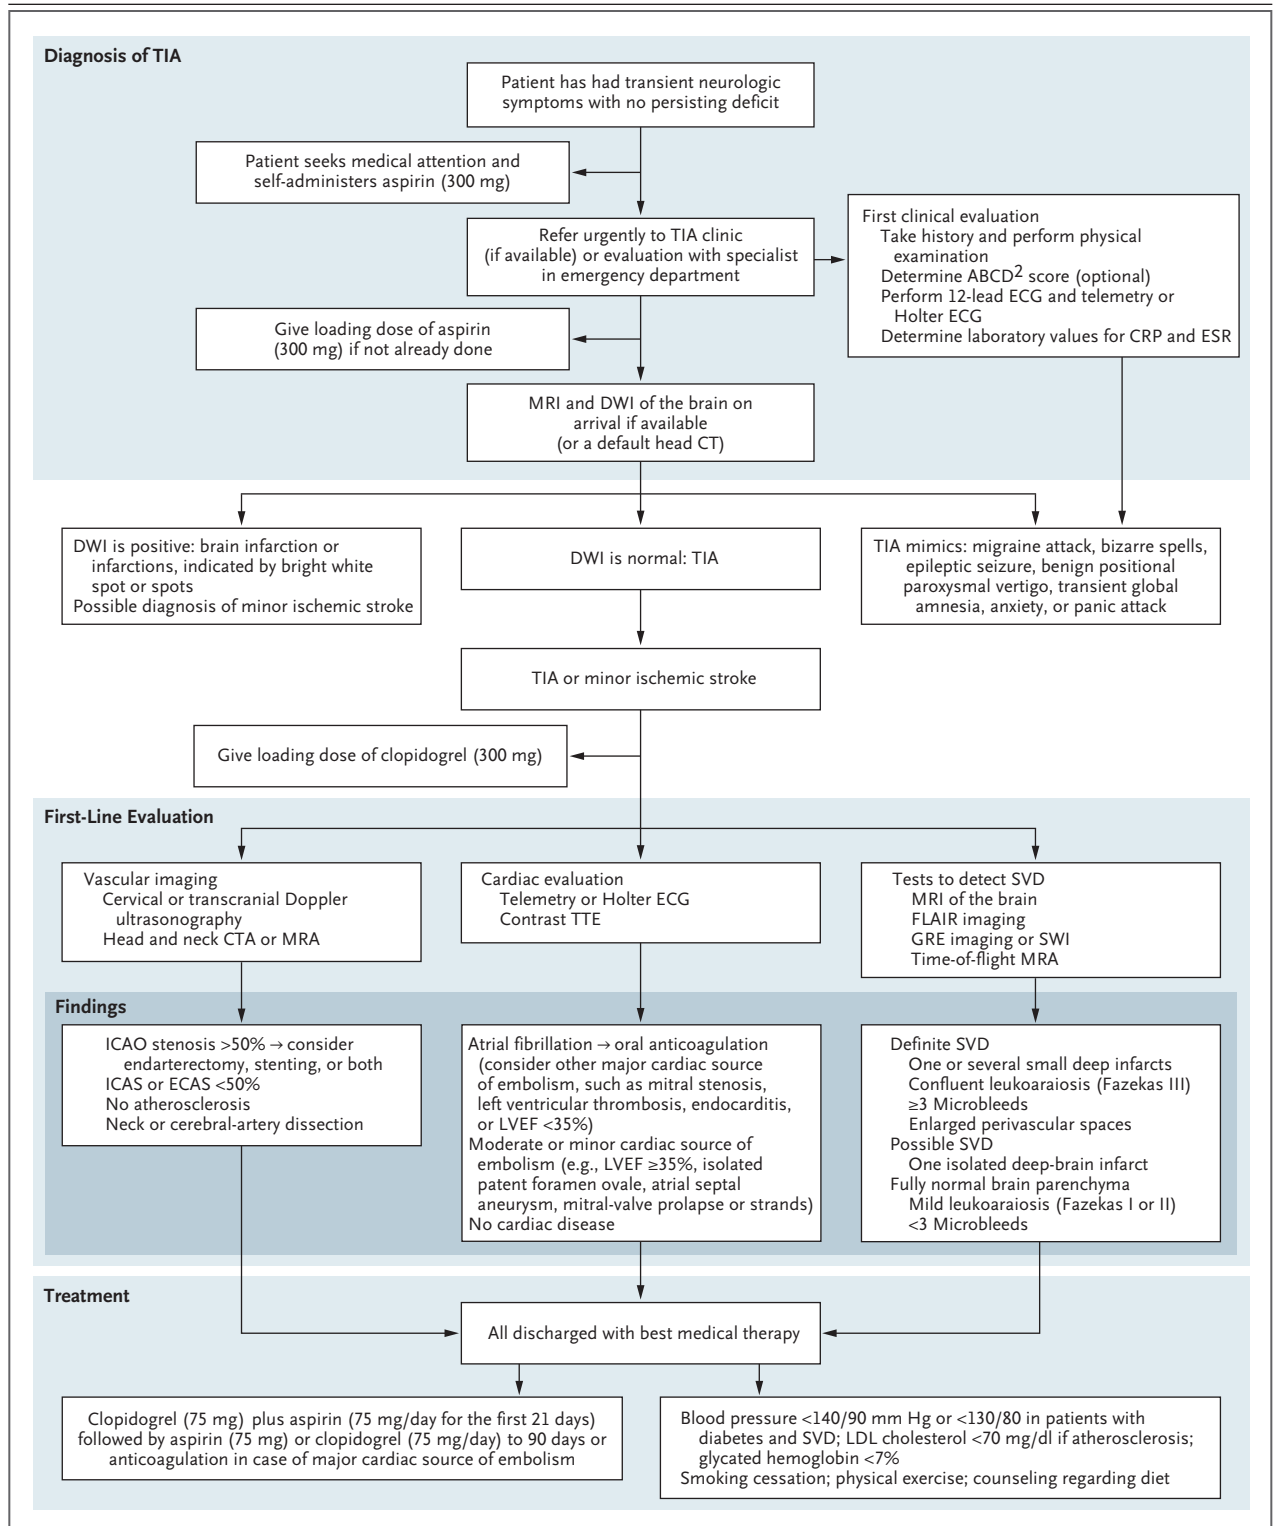 Diagnosis of TIA
Patient has had transient neurologic
symptoms with no persisting deficit
Patient seeks medical attention and
self-administers aspirin (300 mg)
Refer urgently to TIA clinic
(if available) or evaluation with specialist
in emergency department
First clinical evaluation
Take history and perform physical
examination
Determine ABCD2 score (optional)
Perform 12-lead ECG and telemetry or
Holter ECG
Determine laboratory values for CRP and ESR
Give loading dose of aspirin
(300 mg) if not already done
MRI and DWI of the brain on
arrival if available
(or a default head CT)
DWI is positive: brain infarction or
infarctions, indicated by bright white
spot or spots
Possible diagnosis of minor ischemic stroke
DWI is normal: TIA
TIA mimics: migraine attack, bizarre spells,
epileptic seizure, benign positional
paroxysmal vertigo, transient global
amnesia, anxiety, or panic attack
TIA or minor ischemic stroke
Give loading dose of clopidogrel (300 mg)
First-Line Evaluation
Vascular imaging
Cervical or transcranial Doppler
ultrasonography
Head and neck CTA or MRA
Cardiac evaluation
Telemetry or Holter ECG
Contrast TTE
Tests to detect SVD
MRI of the brain
FLAIR imaging
GRE imaging or SWI
Time-of-flight MRA
Findings
ICAO stenosis >50% → consider
endarterectomy, stenting, or both
ICAS or ECAS <50%
No atherosclerosis
Neck or cerebral-artery dissection
Atrial fibrillation → oral anticoagulation
(consider other major cardiac source
of embolism, such as mitral stenosis,
left ventricular thrombosis, endocarditis,
or LVEF <35%)
Moderate or minor cardiac source of
embolism (e.g., LVEF ≥35%, isolated
patent foramen ovale, atrial septal
aneurysm, mitral-valve prolapse or strands)
No cardiac disease
Definite SVD
One or several small deep infarcts
Confluent leukoaraiosis (Fazekas III)
≥3 Microbleeds
Enlarged perivascular spaces
Possible SVD
One isolated deep-brain infarct
Fully normal brain parenchyma
Mild leukoaraiosis (Fazekas I or II)
<3 Microbleeds
Treatment
All discharged with best medical therapy
Clopidogrel (75 mg) plus aspirin (75 mg/day for the first 21 days)
followed by aspirin (75 mg) or clopidogrel (75 mg/day) to 90 days or
anticoagulation in case of major cardiac source of embolism
Blood pressure <140/90 mm Hg or <130/80 in patients with
diabetes and SVD; LDL cholesterol <70 mg/dl if atherosclerosis;
glycated hemoglobin <7%
Smoking cessation; physical exercise; counseling regarding diet